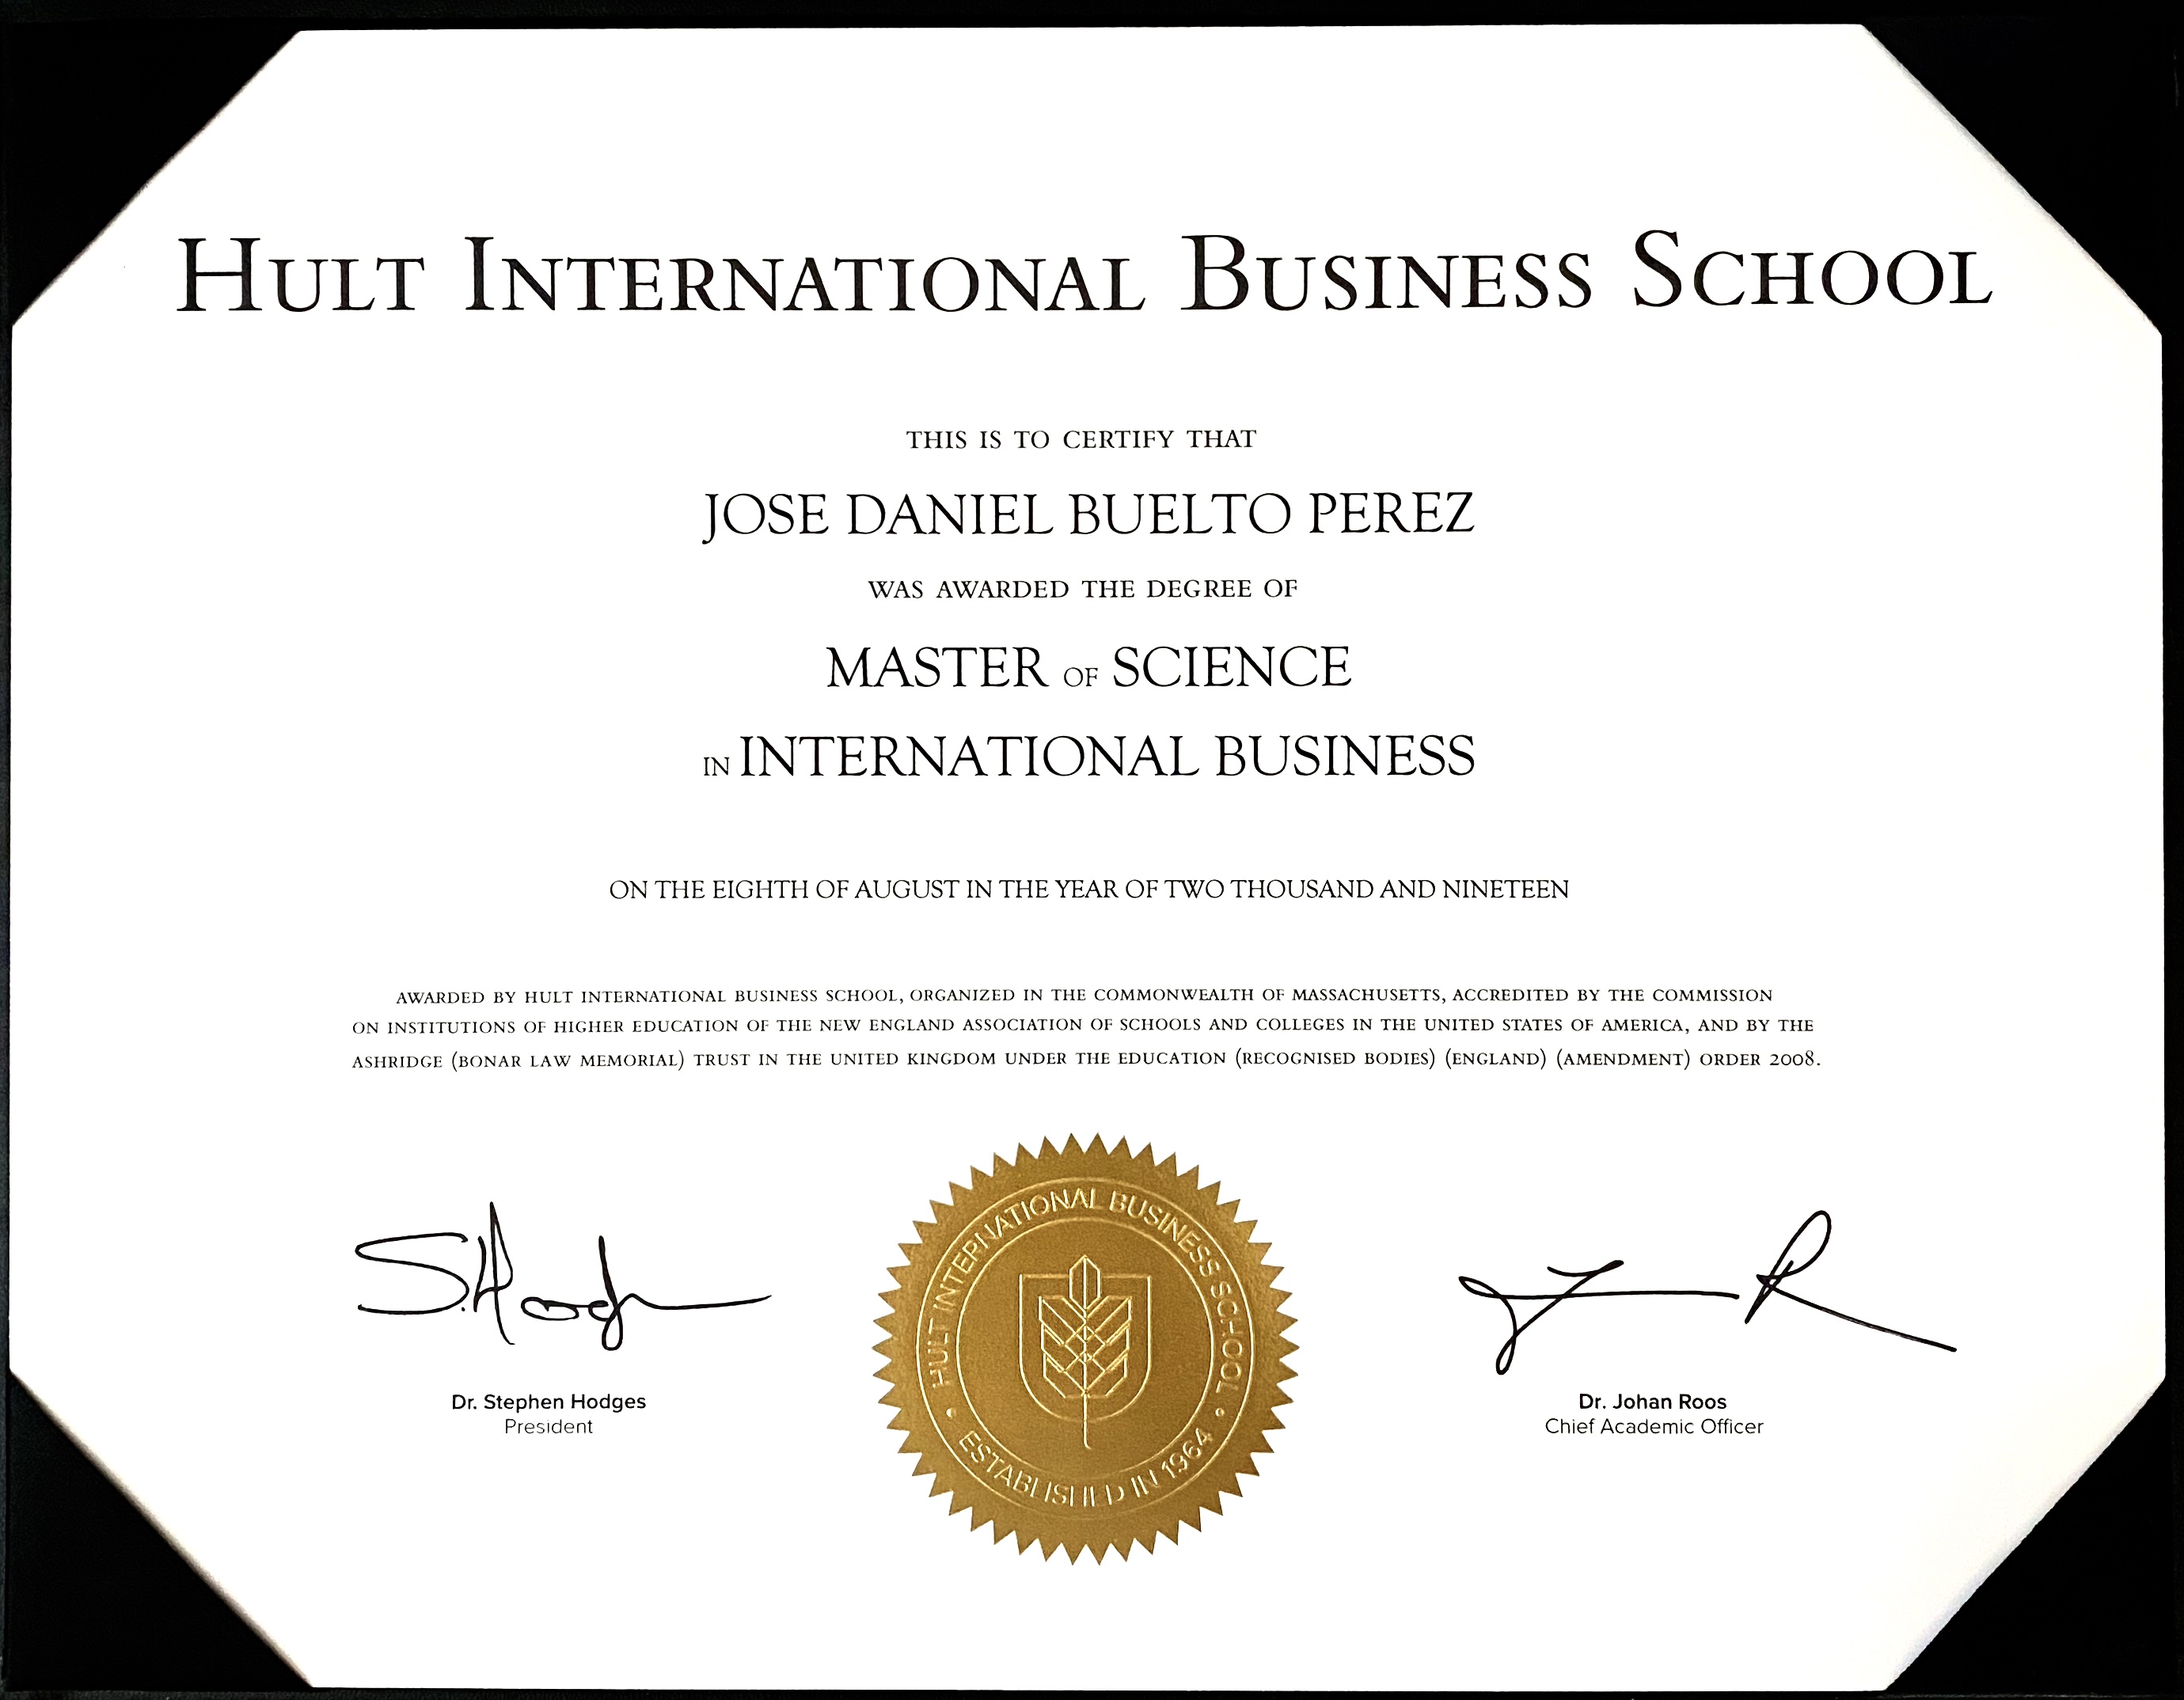 HULT INTERNATIONAL BUSINESS SCHOOL
THIS IS TO CERTIFY THAT
JOSE DANIEL BUELTO PEREZ
WAS AWARDED THE DEGREE OF
MASTER OF SCIENCE
IN INTERNATIONAL BUSINESS
ON THE EIGHTH OF AUGUST IN THE YEAR OF TWO THOUSAND AND NINETEEN
AWARDED BY HULT INTERNATIONAL BUSINESS SCHOOL, ORGANIZED IN THE COMMONWEALTH OF MASSACHUSETTS, ACCREDITED BY THE COMMISSION
ON INSTITUTIONS OF HIGHER EDUCATION OF THE NEW ENGLAND ASSOCIATION OF SCHOOLS AND COLLEGES IN THE UNITED STATES OF AMERICA, AND BY THE
ASHRIDGE (BONAR LAW MEMORIAL) TRUST IN THE UNITED KINGDOM UNDER THE EDUCATION (RECOGNISED BODIES) (ENGLAND) (AMENDMENT) ORDER 2008.
HULT INTERNATIONAL BUSINESS SCHOOL
ESTABLISHED IN 1964
Dr. Stephen Hodges
President
Dr. Johan Roos
Chief Academic Officer